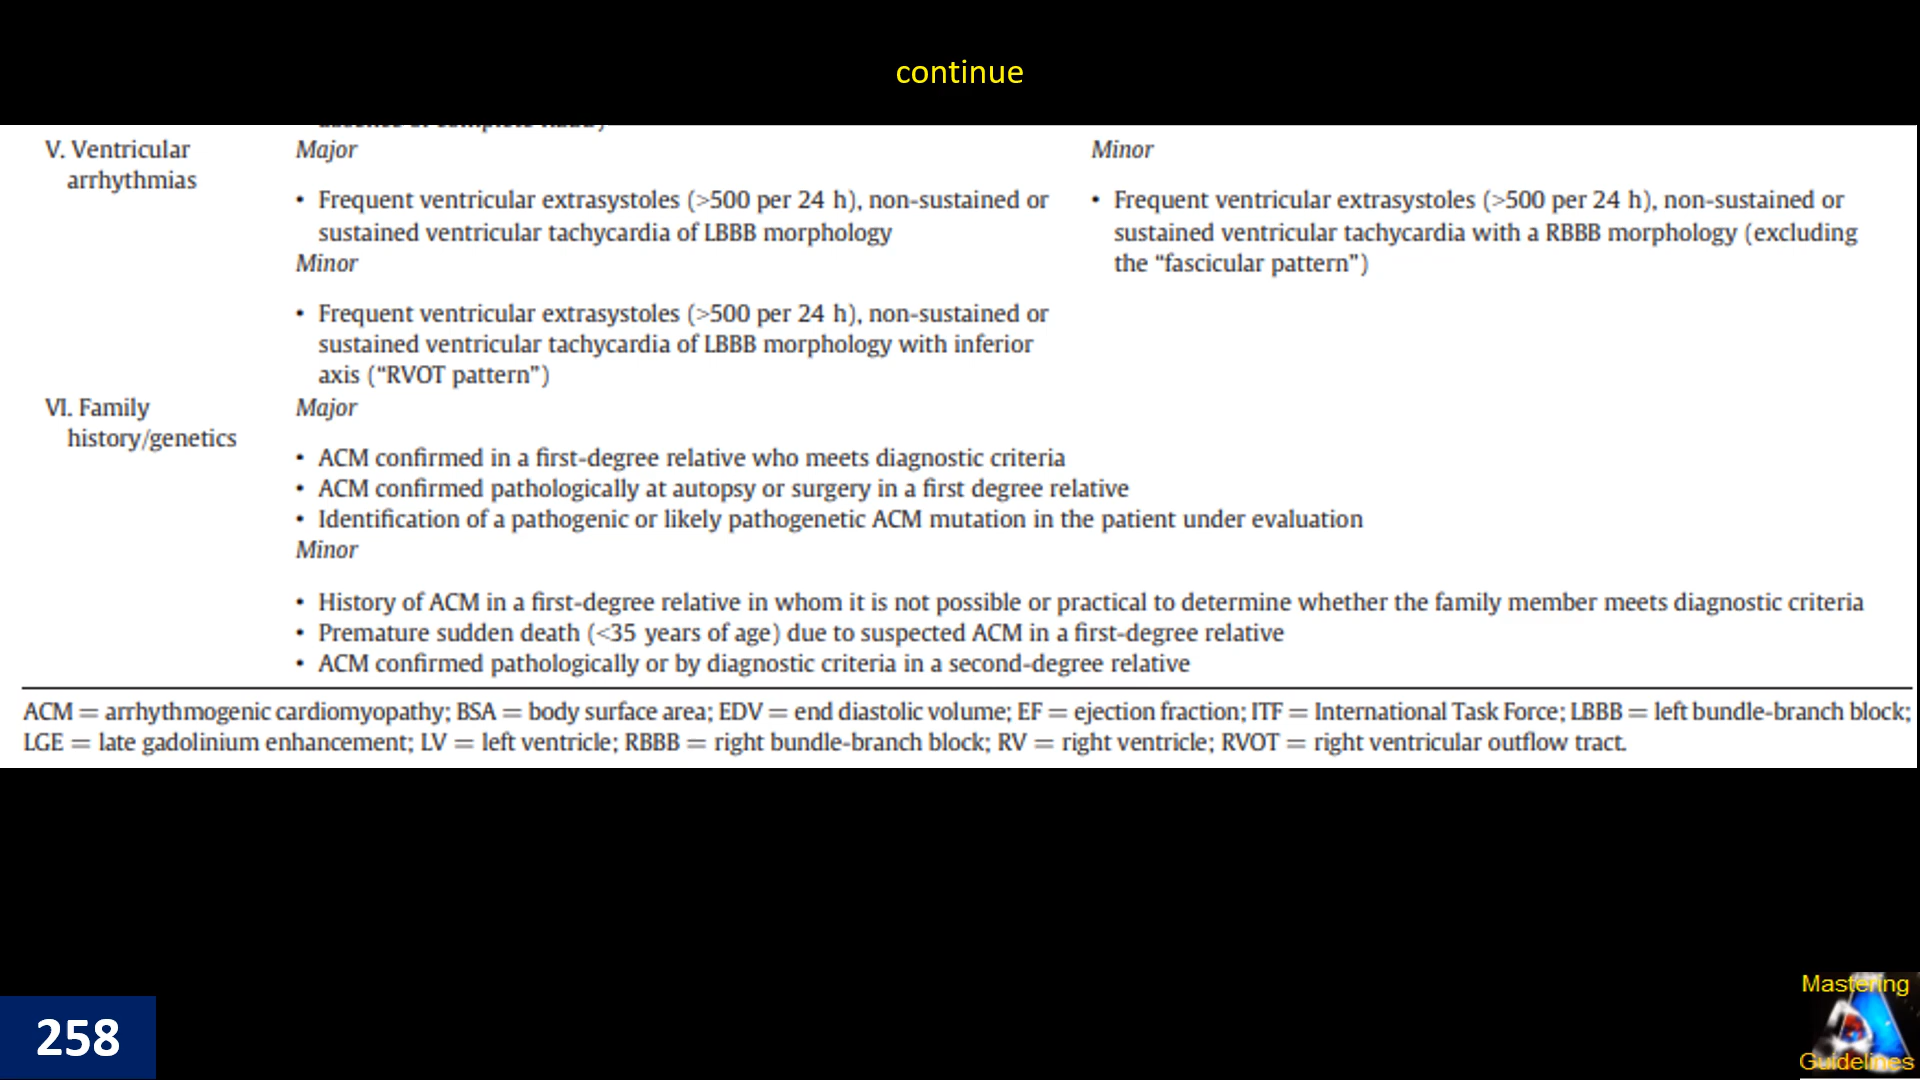 continue
V. Ventricular
arrhythmias
Major
• Frequent ventricular extrasystoles (>500 per 24 h), non-sustained or
sustained ventricular tachycardia of LBBB morphology
Minor
• Frequent ventricular extrasystoles (>500 per 24 h), non-sustained or
sustained ventricular tachycardia of LBBB morphology with inferior
axis (“RVOT pattern”)
Minor
• Frequent ventricular extrasystoles (>500 per 24 h), non-sustained or
sustained ventricular tachycardia with a RBBB morphology (excluding
the “fascicular pattern”)
VI. Family
history/genetics
Major
• ACM confirmed in a first-degree relative who meets diagnostic criteria
• ACM confirmed pathologically at autopsy or surgery in a first degree relative
• Identification of a pathogenic or likely pathogenetic ACM mutation in the patient under evaluation
Minor
• History of ACM in a first-degree relative in whom it is not possible or practical to determine whether the family member meets diagnostic criteria
• Premature sudden death (<35 years of age) due to suspected ACM in a first-degree relative
• ACM confirmed pathologically or by diagnostic criteria in a second-degree relative
ACM = arrhythmogenic cardiomyopathy; BSA = body surface area; EDV = end diastolic volume; EF = ejection fraction; ITF = International Task Force; LBBB = left bundle-branch block;
LGE = late gadolinium enhancement; LV = left ventricle; RBBB = right bundle-branch block; RV = right ventricle; RVOT = right ventricular outflow tract.
258
Mastering
Guidelines